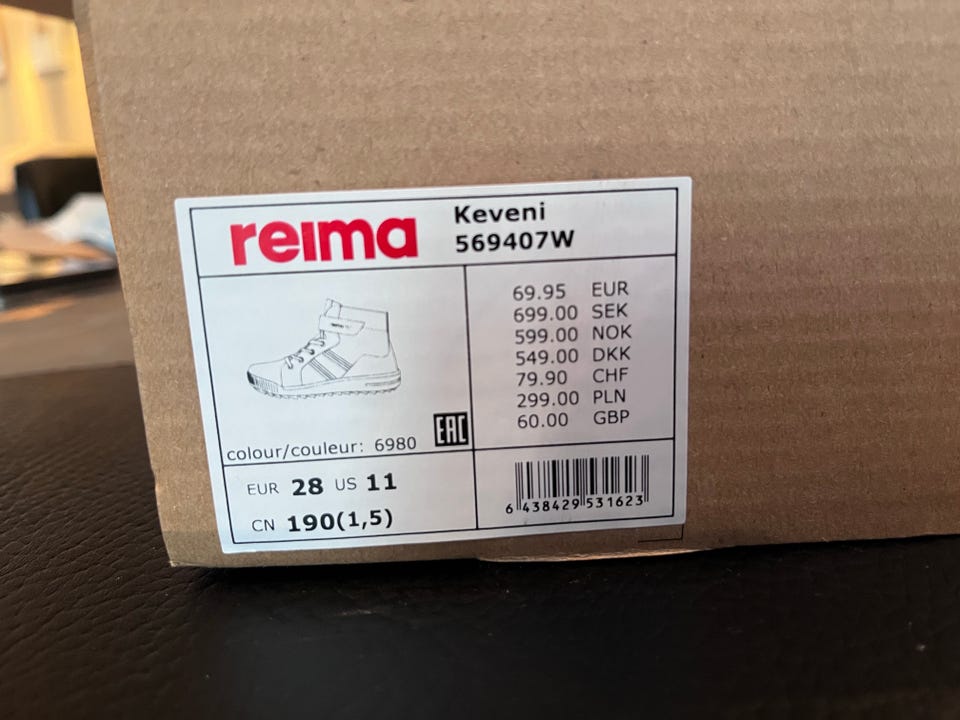 reima
Keveni
569407W
69.95 EUR
699.00 SEK
599.00 NOK
549.00 DKK
79.90 CHF
299.00 PLN
60.00 GBP
colour/couleur: 6980
EAC
EUR 28 US 11
CN 190(1,5)
6 438429 531623